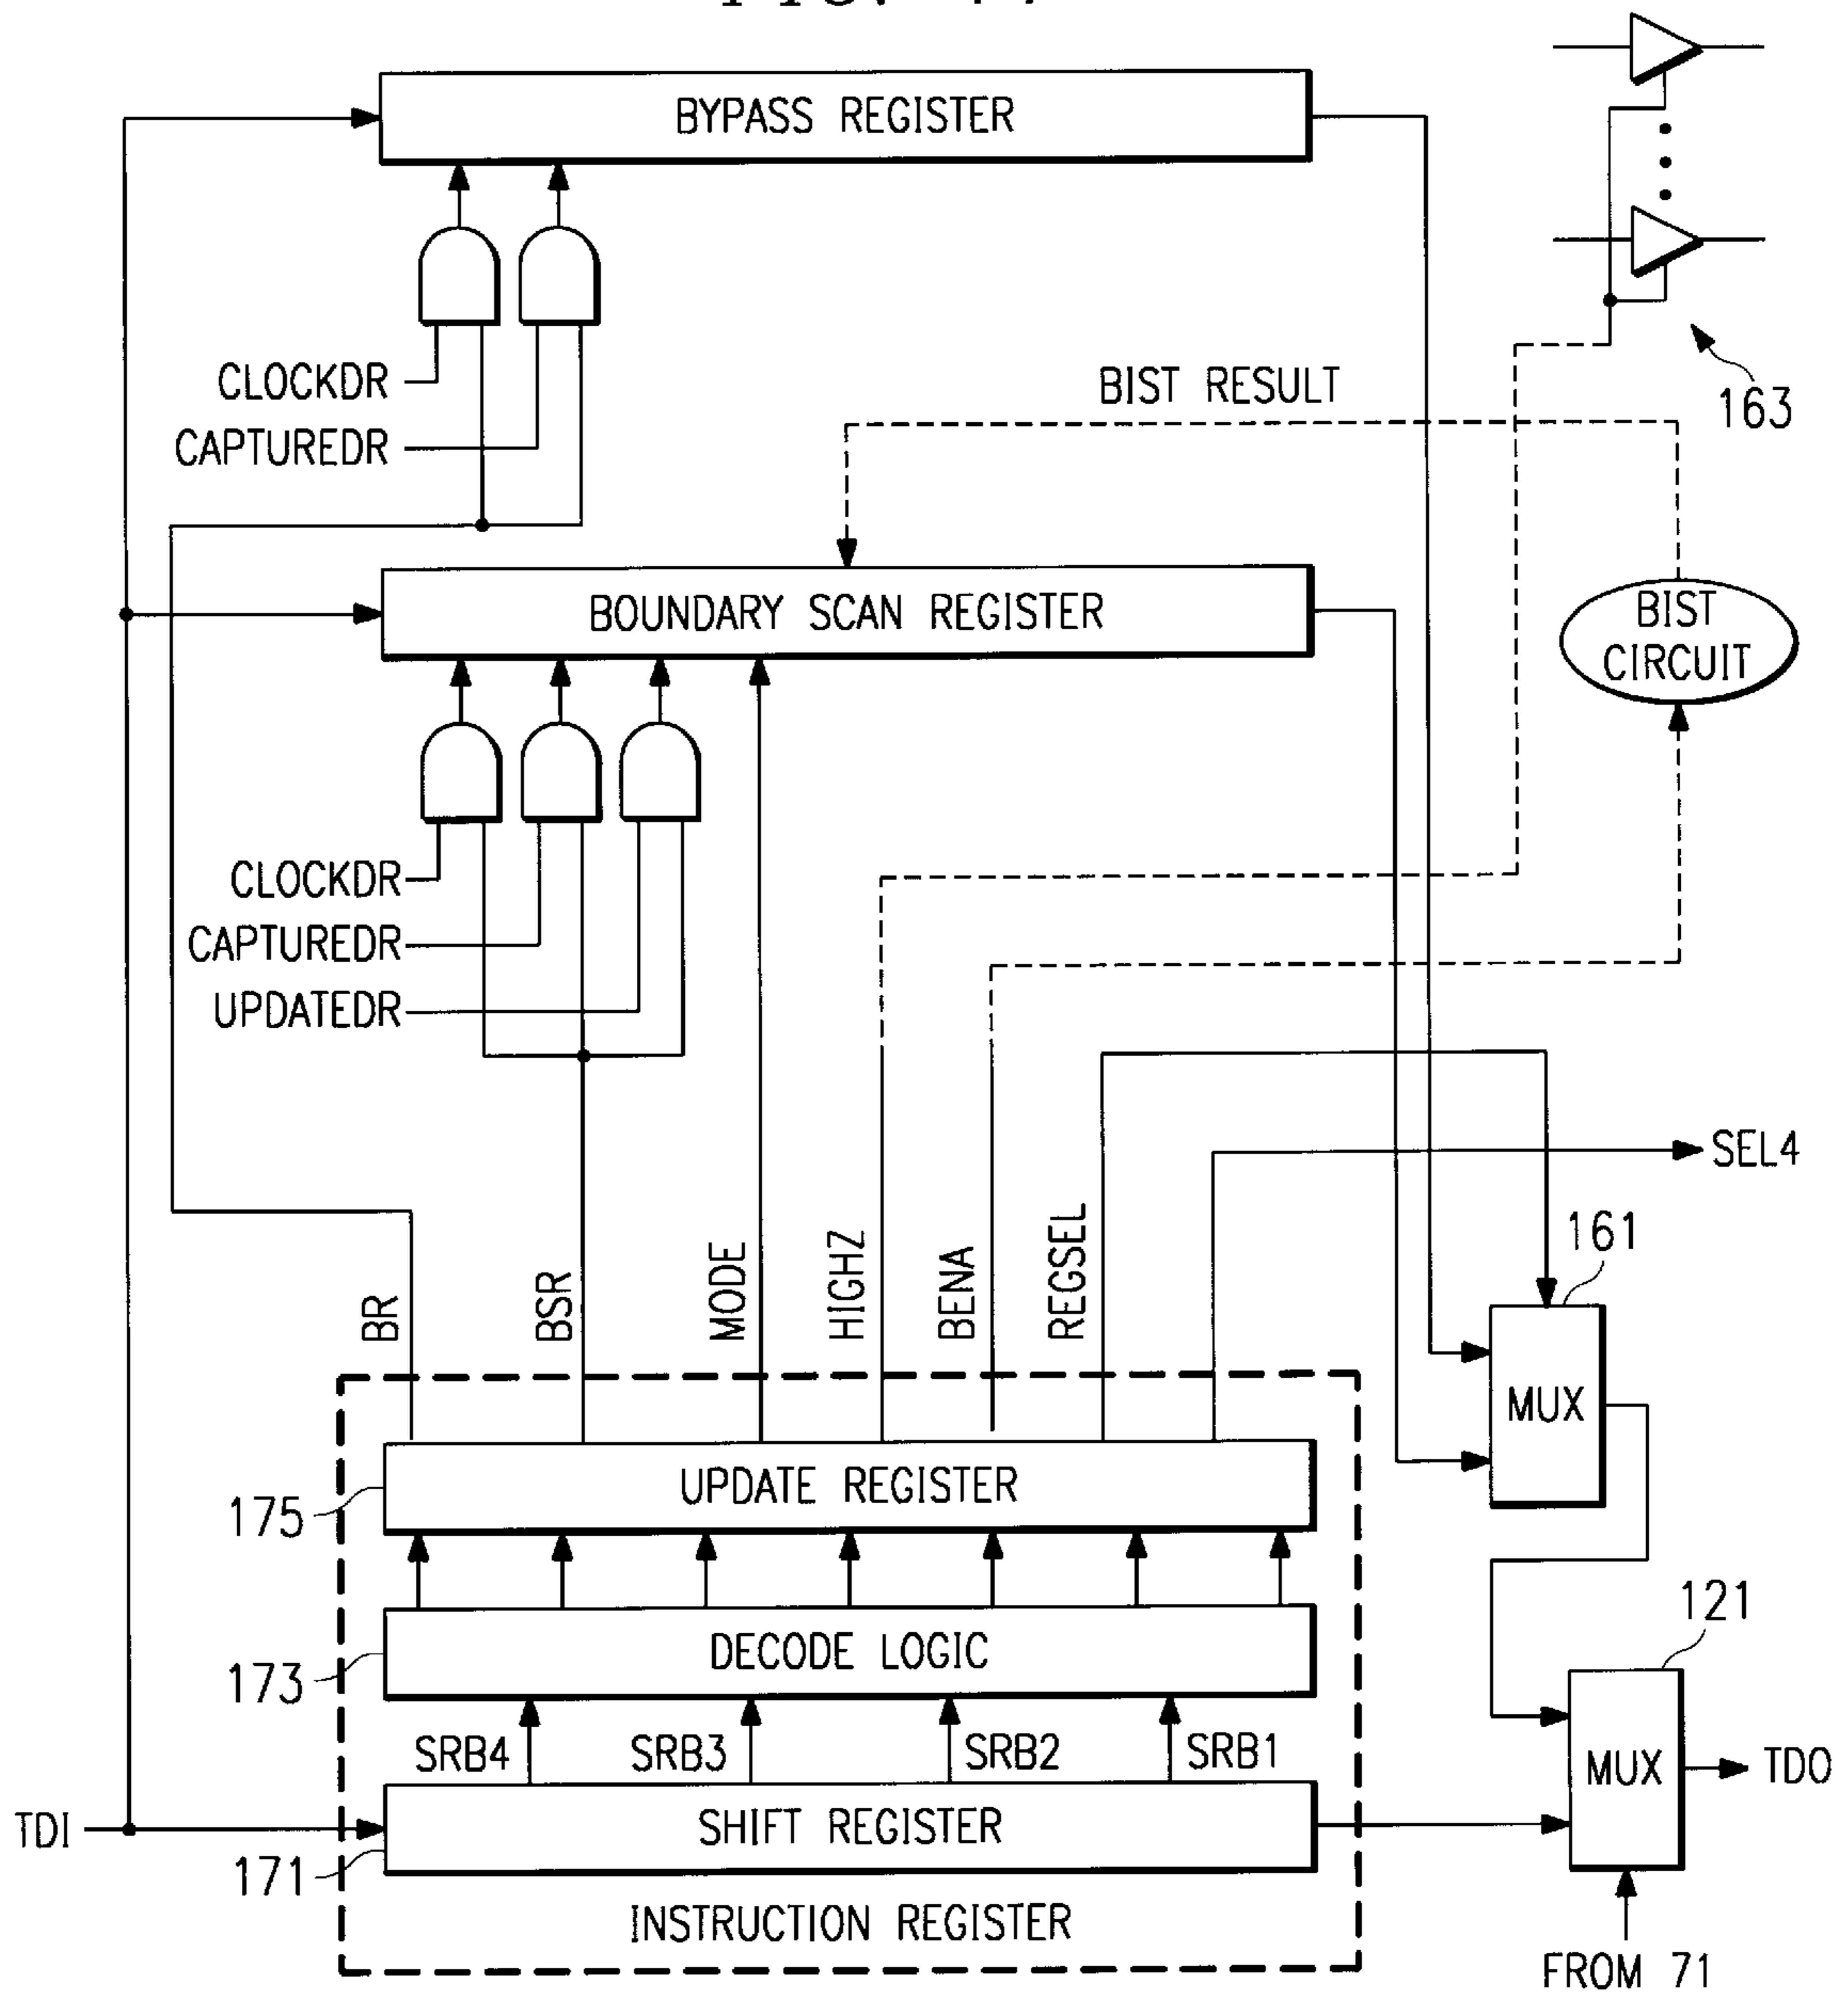 BYPASS REGISTER
CLOCKDR
CAPTUREDR
BIST RESULT
163
BOUNDARY SCAN REGISTER
BIST
CIRCUIT
CLOCKDR
CAPTUREDR
UPDATEDR
SEL4
BR
BSR
MODE
HIGHZ
BENA
REGSEL
161
MUX
UPDATE REGISTER
175
DECODE LOGIC
173
121
SRB4
SRB3
SRB2
SRB1
MUX
TDO
TDI
SHIFT REGISTER
171
INSTRUCTION REGISTER
FROM 71